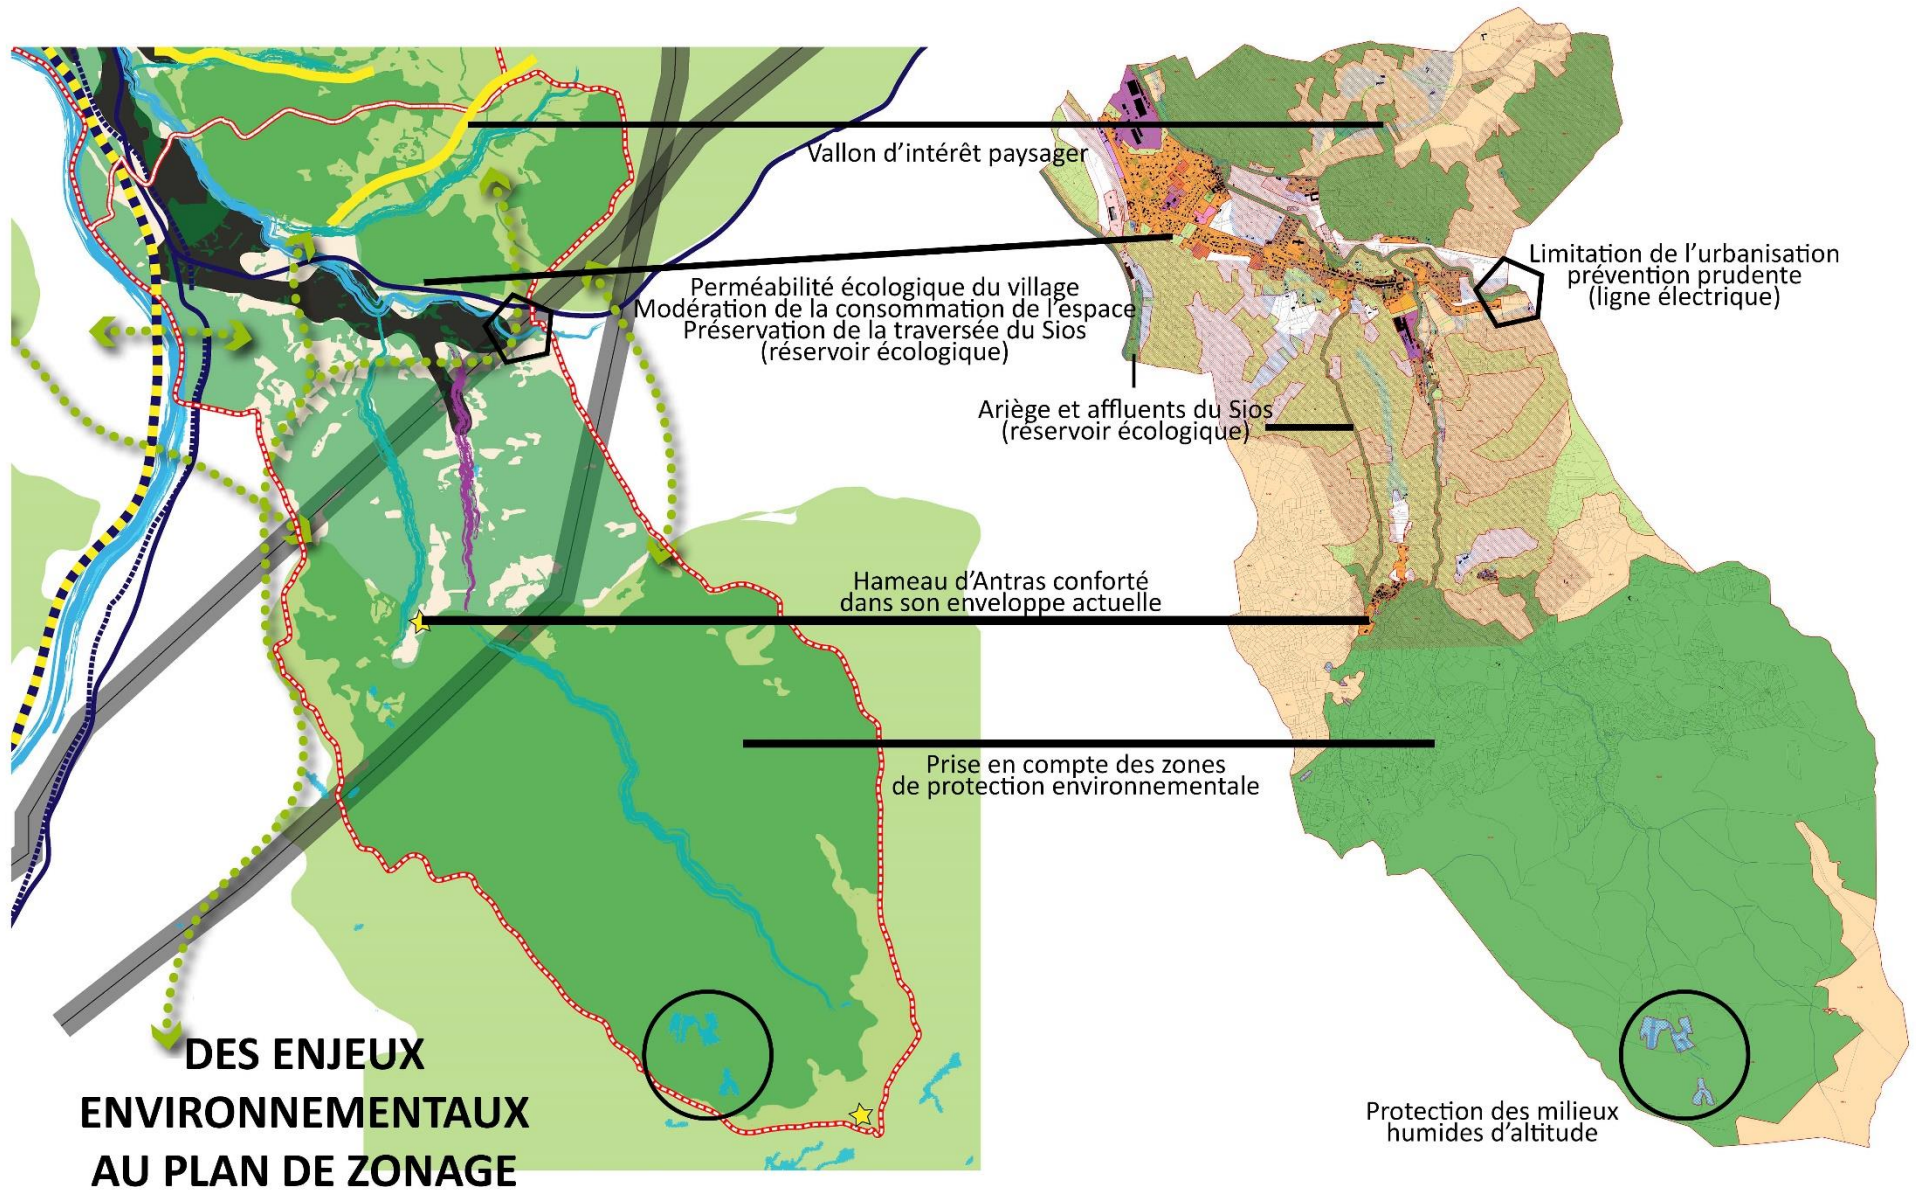 Vallon d'intérêt paysager
Perméabilité écologique du village
Modération de la consommation de l'espace
Préservation de la traversée du Sios
(réservoir écologique)
Limitation de l'urbanisation
prévention prudente
(ligne électrique)
Ariège et affluents du Sios
(réservoir écologique)
Hameau d'Antras conforté
dans son enveloppe actuelle
Prise en compte des zones
de protection environnementale
Protection des milieux
humides d'altitude
DES ENJEUX
ENVIRONNEMENTAUX
AU PLAN DE ZONAGE